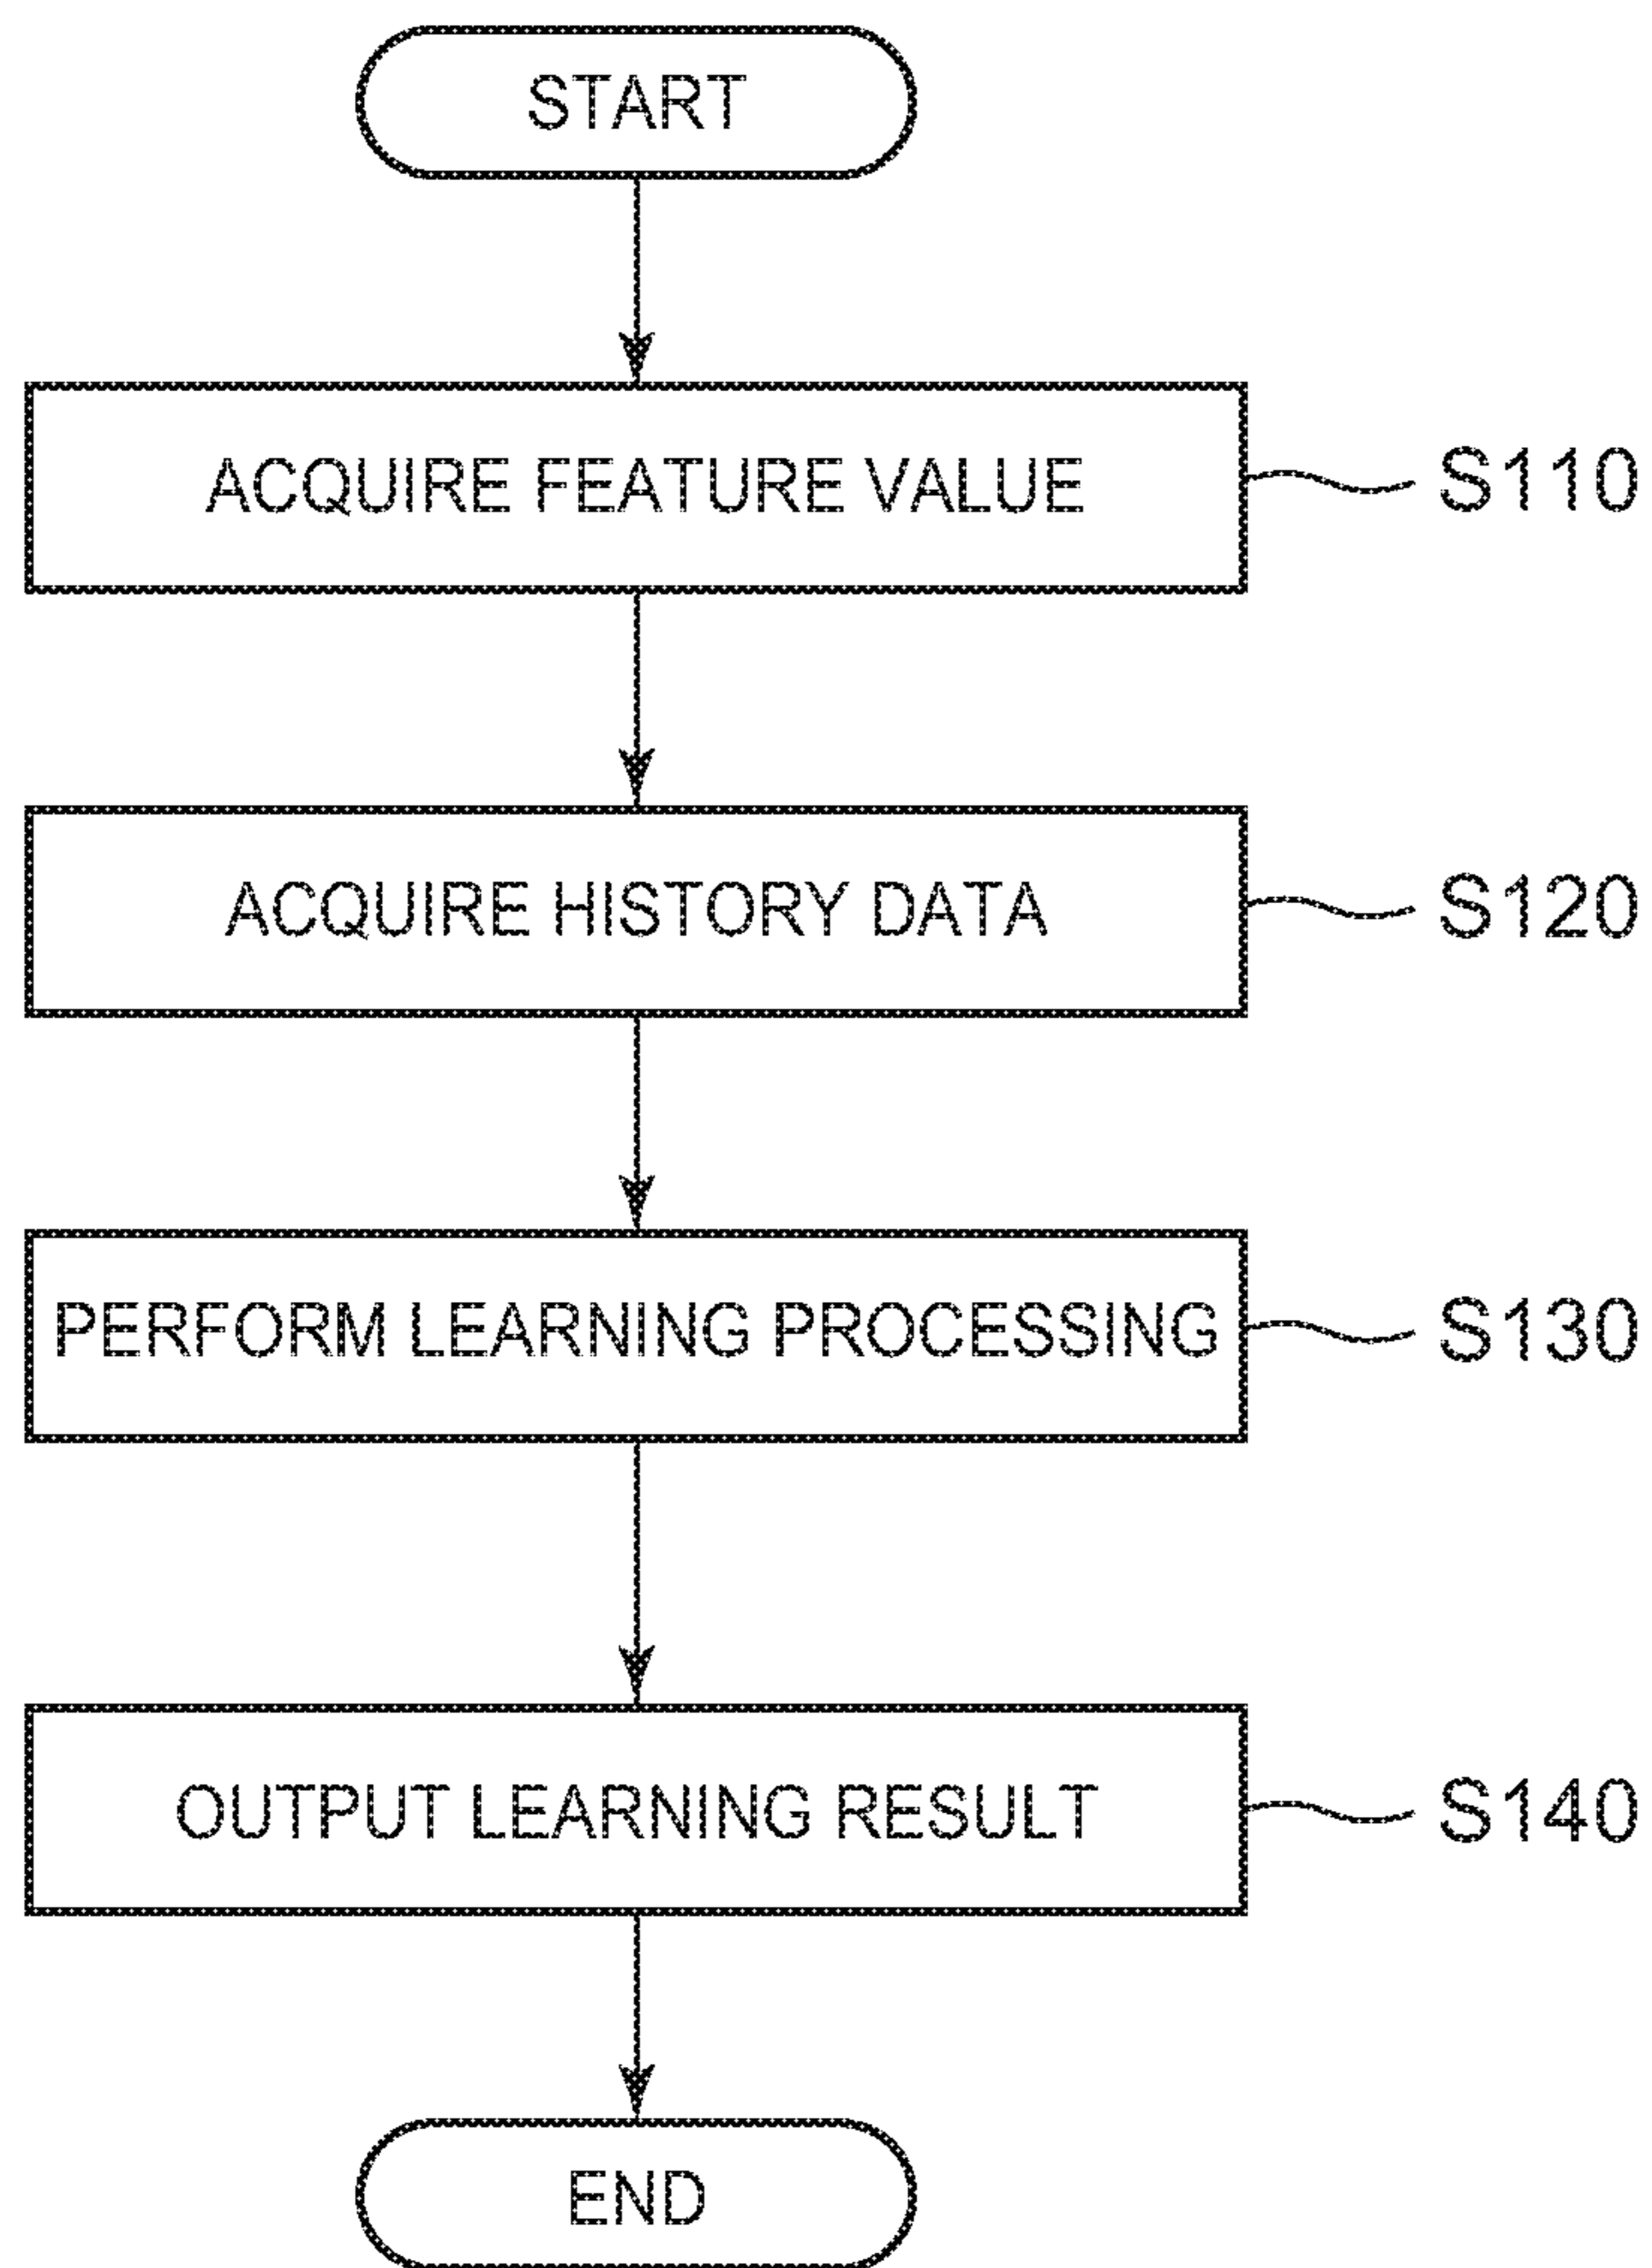 START
ACQUIRE FEATURE VALUE S110
ACQUIRE HISTORY DATA S120
PERFORM LEARNING PROCESSING S130
OUTPUT LEARNING RESULT S140
END